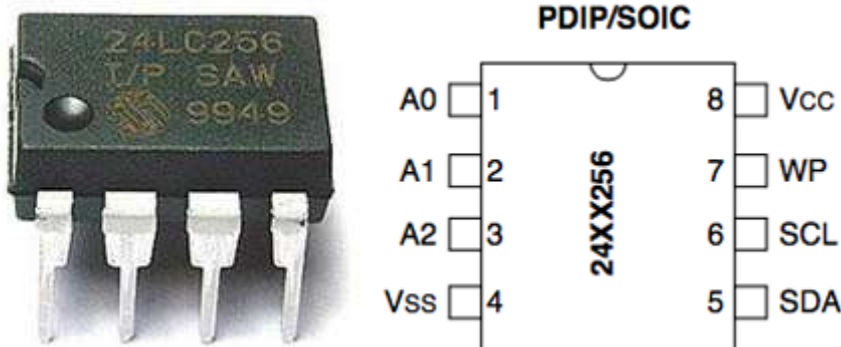 24LC256
I/P SAW
9949
PDIP/SOIC
A0 1 8 Vcc
A1 2 7 WP
A2 3 6 SCL
Vss 4 5 SDA
24XX256